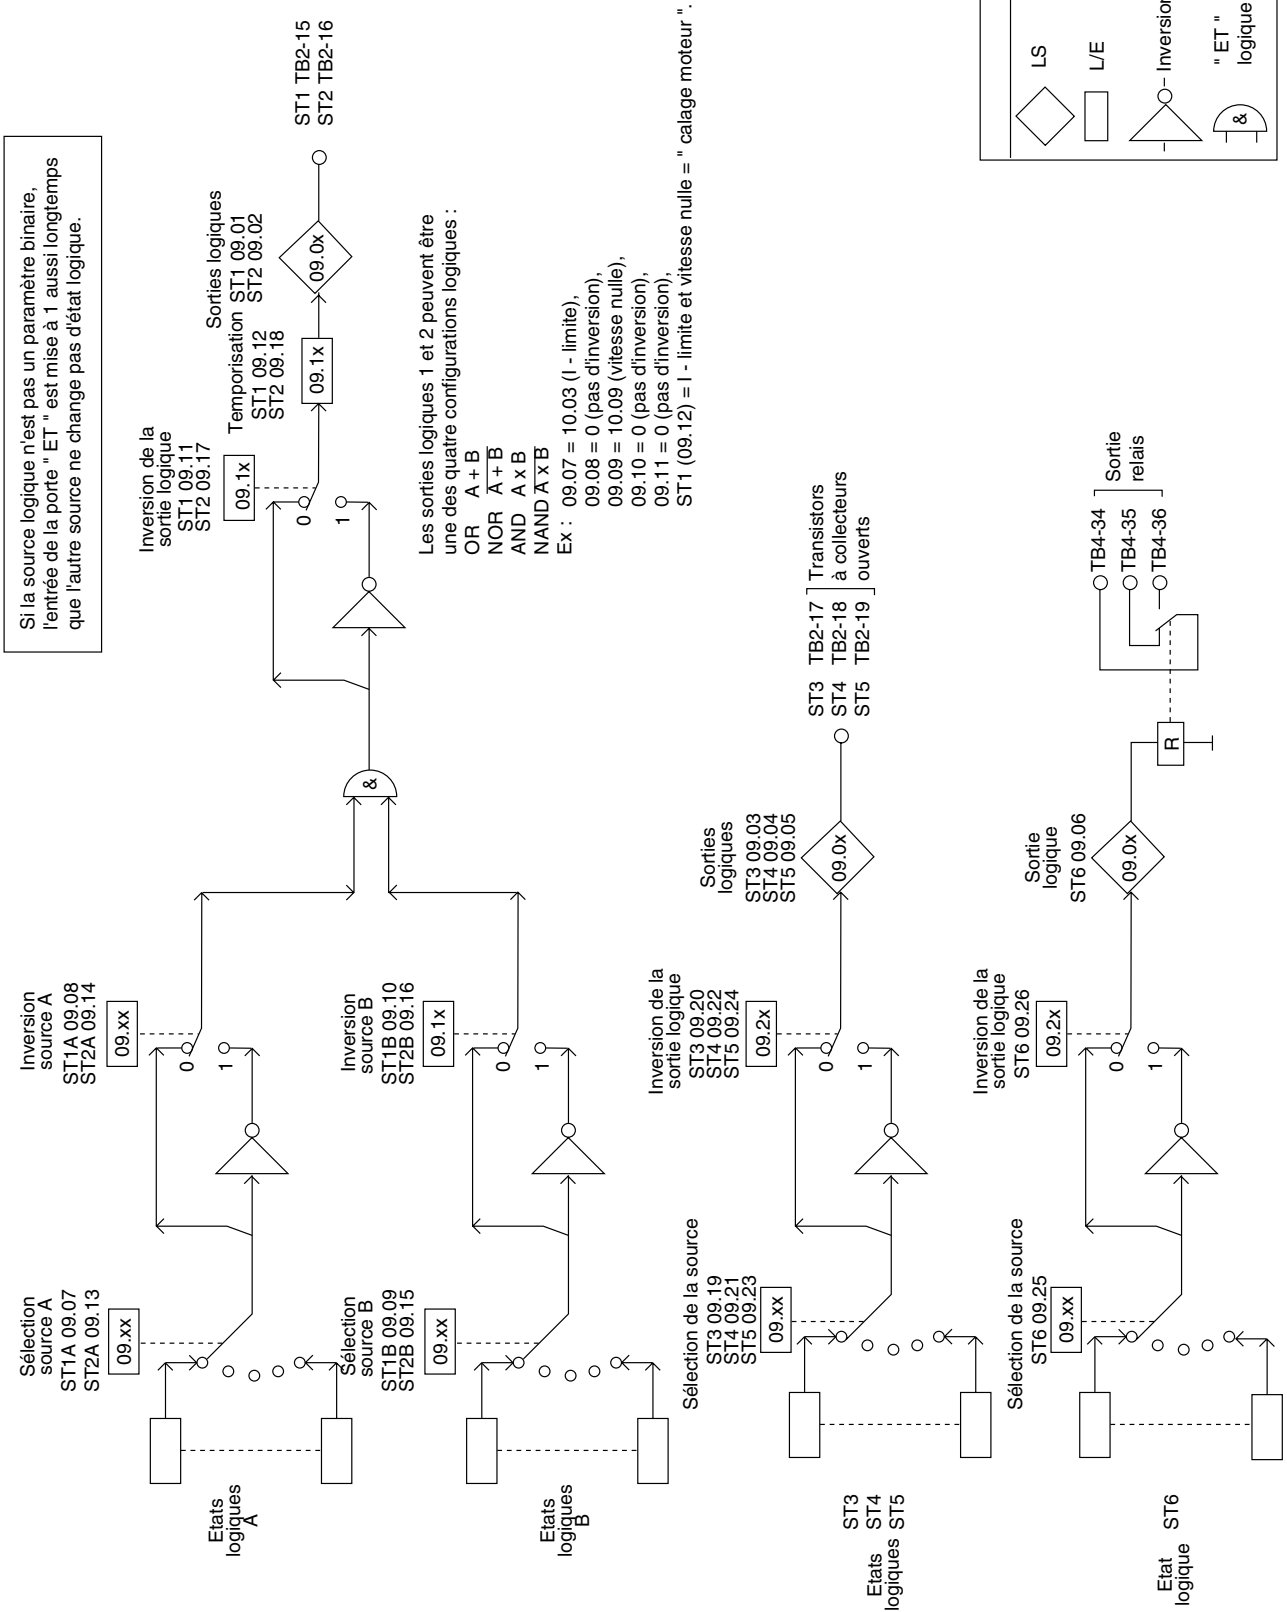 Si la source logique n'est pas un paramètre binaire,
l'entrée de la porte " ET " est mise à 1 aussi longtemps
que l'autre source ne change pas d'état logique.
Etats
logiques
A
Sélection
source A
ST1A 09.07
ST2A 09.13
09.xx
Inversion
source A
ST1A 09.08
ST2A 09.14
09.xx
0
1
Etats
logiques
B
Sélection
source B
ST1B 09.09
ST2B 09.15
09.xx
Inversion
source B
ST1B 09.10
ST2B 09.16
09.1x
0
1
&
Inversion de la
sortie logique
ST1 09.11
ST2 09.17
09.1x
0
1
Temporisation
ST1 09.12
ST2 09.18
09.1x
Sorties logiques
ST1 09.01
ST2 09.02
09.0x
ST1 TB2-15
ST2 TB2-16
Les sorties logiques 1 et 2 peuvent être
une des quatre configurations logiques :
OR A + B
NOR A + B
AND A x B
NAND A x B
Ex : 09.07 = 10.03 (I - limite),
09.08 = 0 (pas d'inversion),
09.09 = 10.09 (vitesse nulle),
09.10 = 0 (pas d'inversion),
09.11 = 0 (pas d'inversion),
ST1 (09.12) = I - limite et vitesse nulle = " calage moteur ".
Etats
logiques
ST3
ST4
ST5
Sélection de la source
ST3 09.19
ST4 09.21
ST5 09.23
09.xx
Inversion de la
sortie logique
ST3 09.20
ST4 09.22
ST5 09.24
09.2x
0
1
Sorties
logiques
ST3 09.03
ST4 09.04
ST5 09.05
09.0x
ST3 TB2-17
ST4 TB2-18
ST5 TB2-19
Transistors
à collecteurs
ouverts
Etat
logique
ST6
Sélection de la source
ST6 09.25
09.xx
Inversion de la
sortie logique
ST6 09.26
09.2x
0
1
Sortie
logique
ST6 09.06
09.0x
R
TB4-34
TB4-35
TB4-36
Sortie
relais
LS
L/E
Inversion
&
" ET "
logique